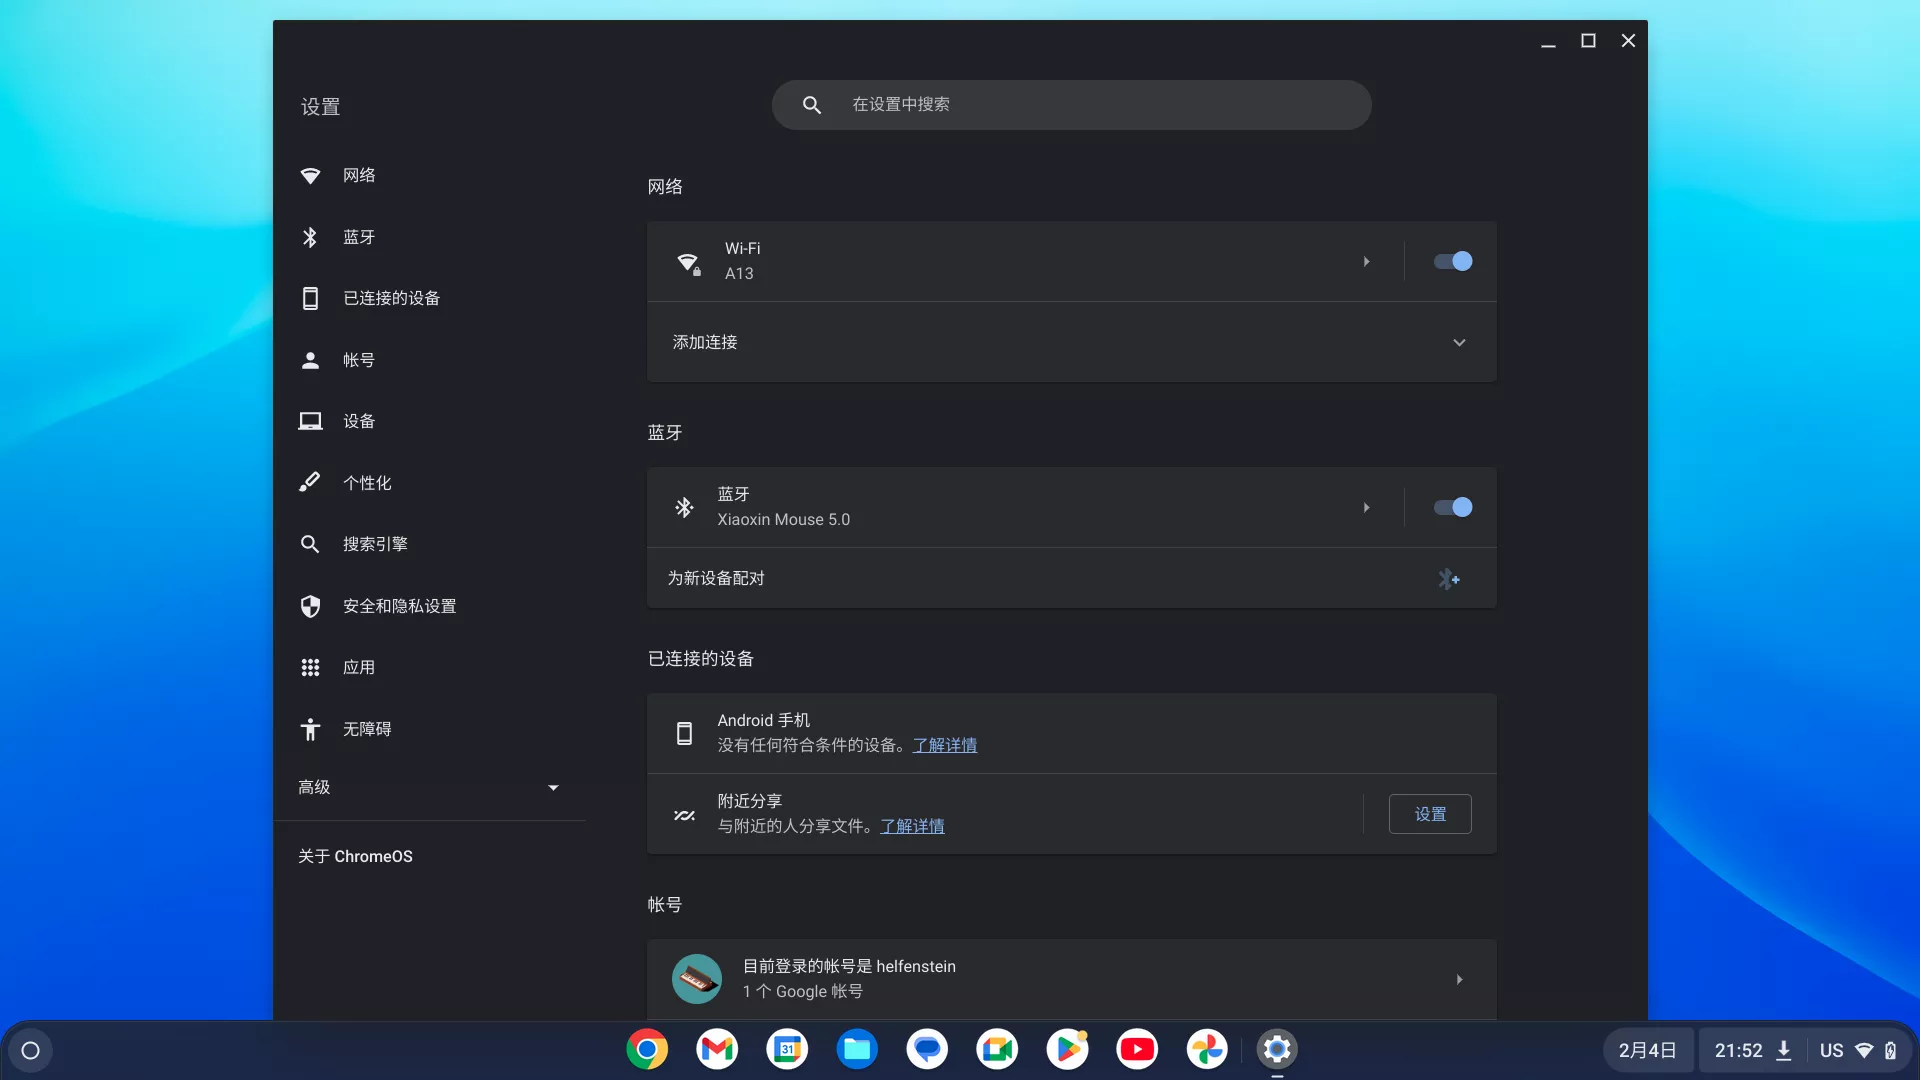 设置
在设置中搜索
网络
蓝牙
已连接的设备
帐号
设备
个性化
搜索引擎
安全和隐私设置
应用
无障碍
高级
关于 ChromeOS
网络
Wi-Fi
A13
添加连接
蓝牙
蓝牙
Xiaoxin Mouse 5.0
为新设备配对
已连接的设备
Android 手机
没有任何符合条件的设备。了解详情
附近分享
与附近的人分享文件。了解详情
设置
帐号
目前登录的帐号是 helfenstein
1 个 Google 帐号
31
2月4日
21:52
US